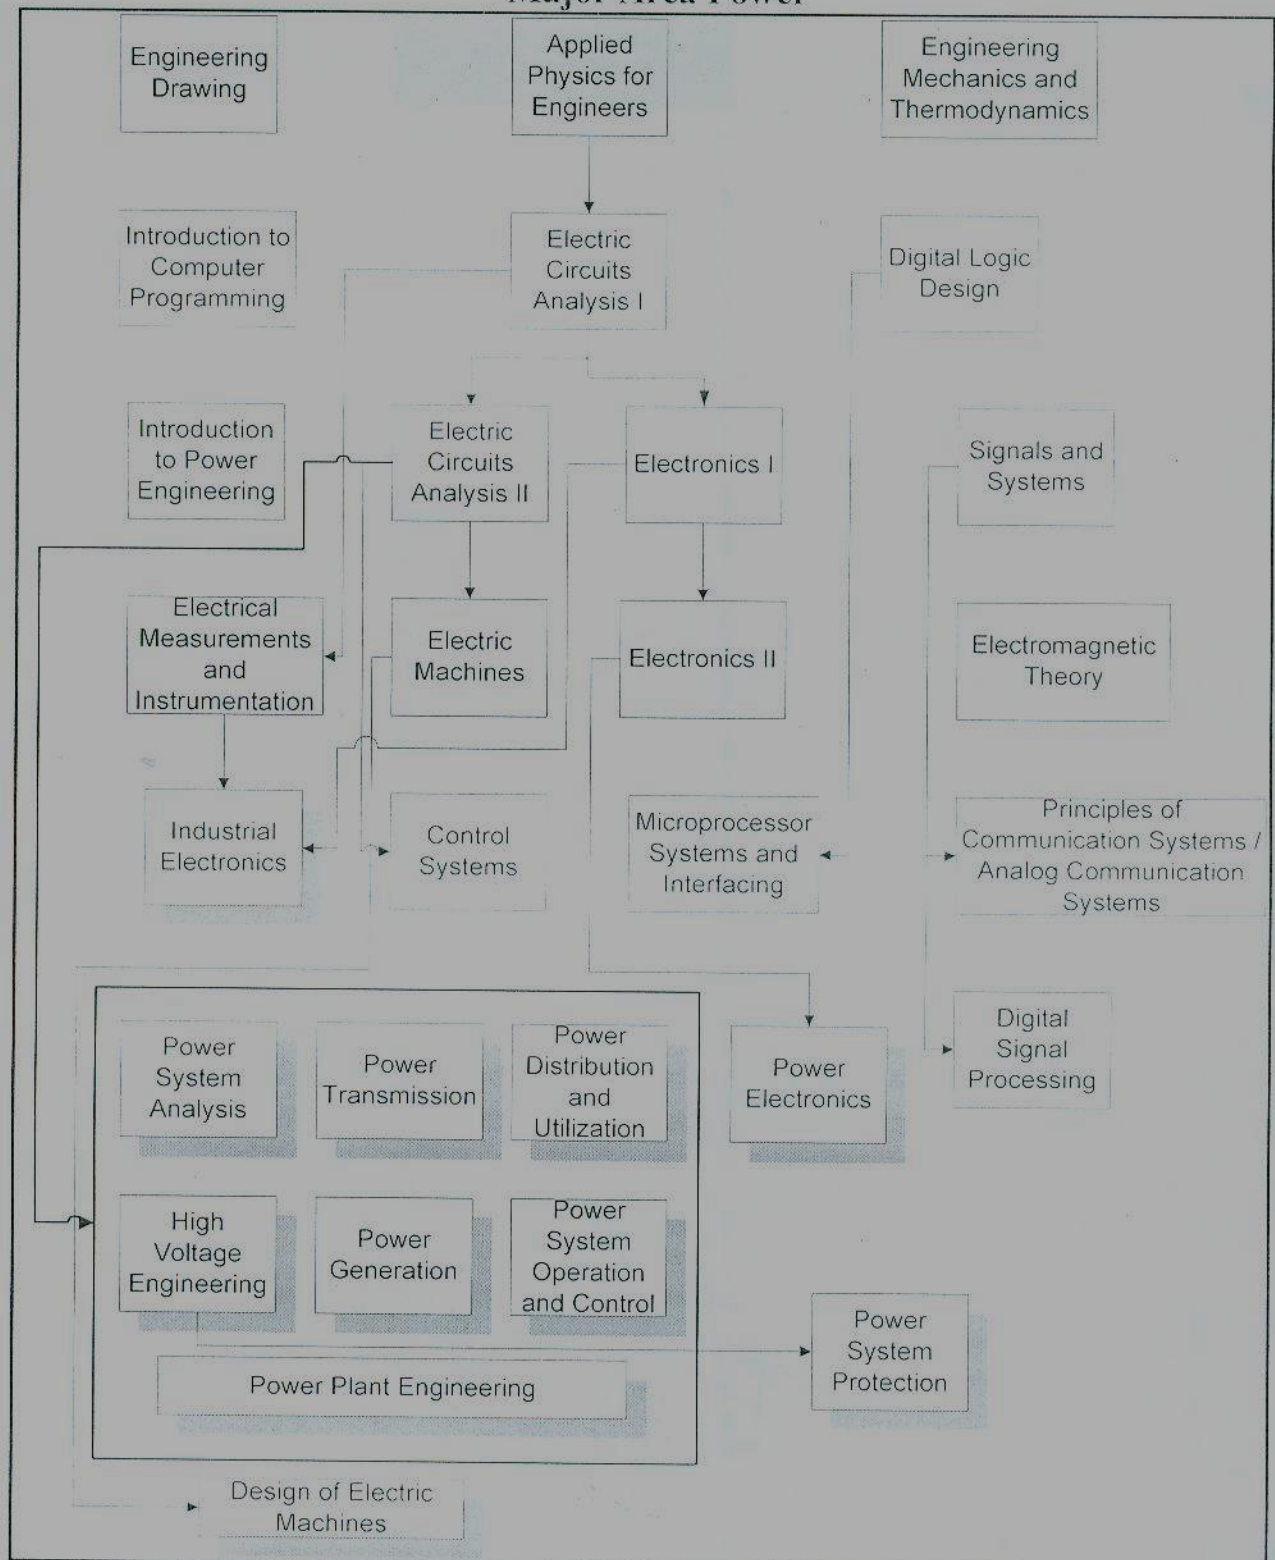 Major Area Power
Engineering
Drawing
Applied
Physics for
Engineers
Engineering
Mechanics and
Thermodynamics
Introduction to
Computer
Programming
Electric
Circuits
Analysis I
Digital Logic
Design
Introduction
to Power
Engineering
Electric
Circuits
Analysis II
Electronics I
Signals and
Systems
Electrical
Measurements
and
Instrumentation
Electric
Machines
Electronics II
Electromagnetic
Theory
Industrial
Electronics
Control
Systems
Microprocessor
Systems and
Interfacing
Principles of
Communication Systems /
Analog Communication
Systems
Power
System
Analysis
Power
Transmission
Power
Distribution
and
Utilization
Power
Electronics
Digital
Signal
Processing
High
Voltage
Engineering
Power
Generation
Power
System
Operation
and Control
Power
System
Protection
Power Plant Engineering
Design of Electric
Machines